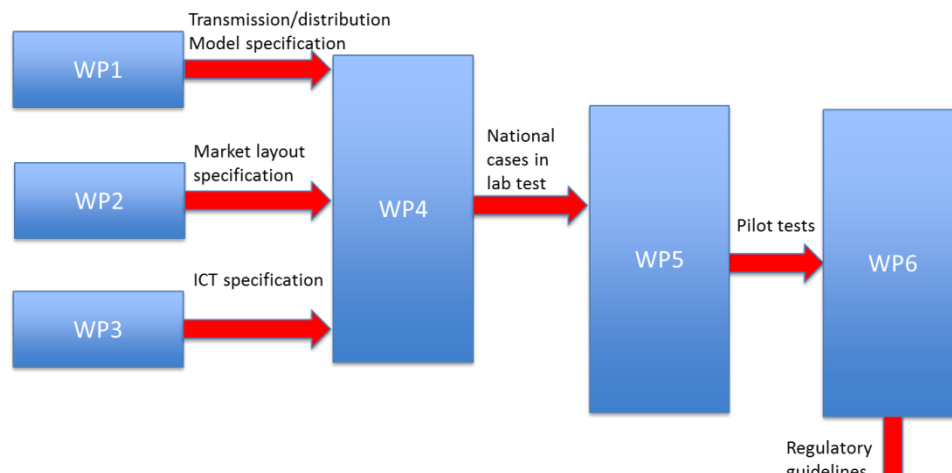 Transmission/distribution
Model specification
WP1
Market layout
specification
WP2
ICT specification
WP3
WP4
National
cases in
lab test
WP5
Pilot tests
WP6
Regulatory
guidelines